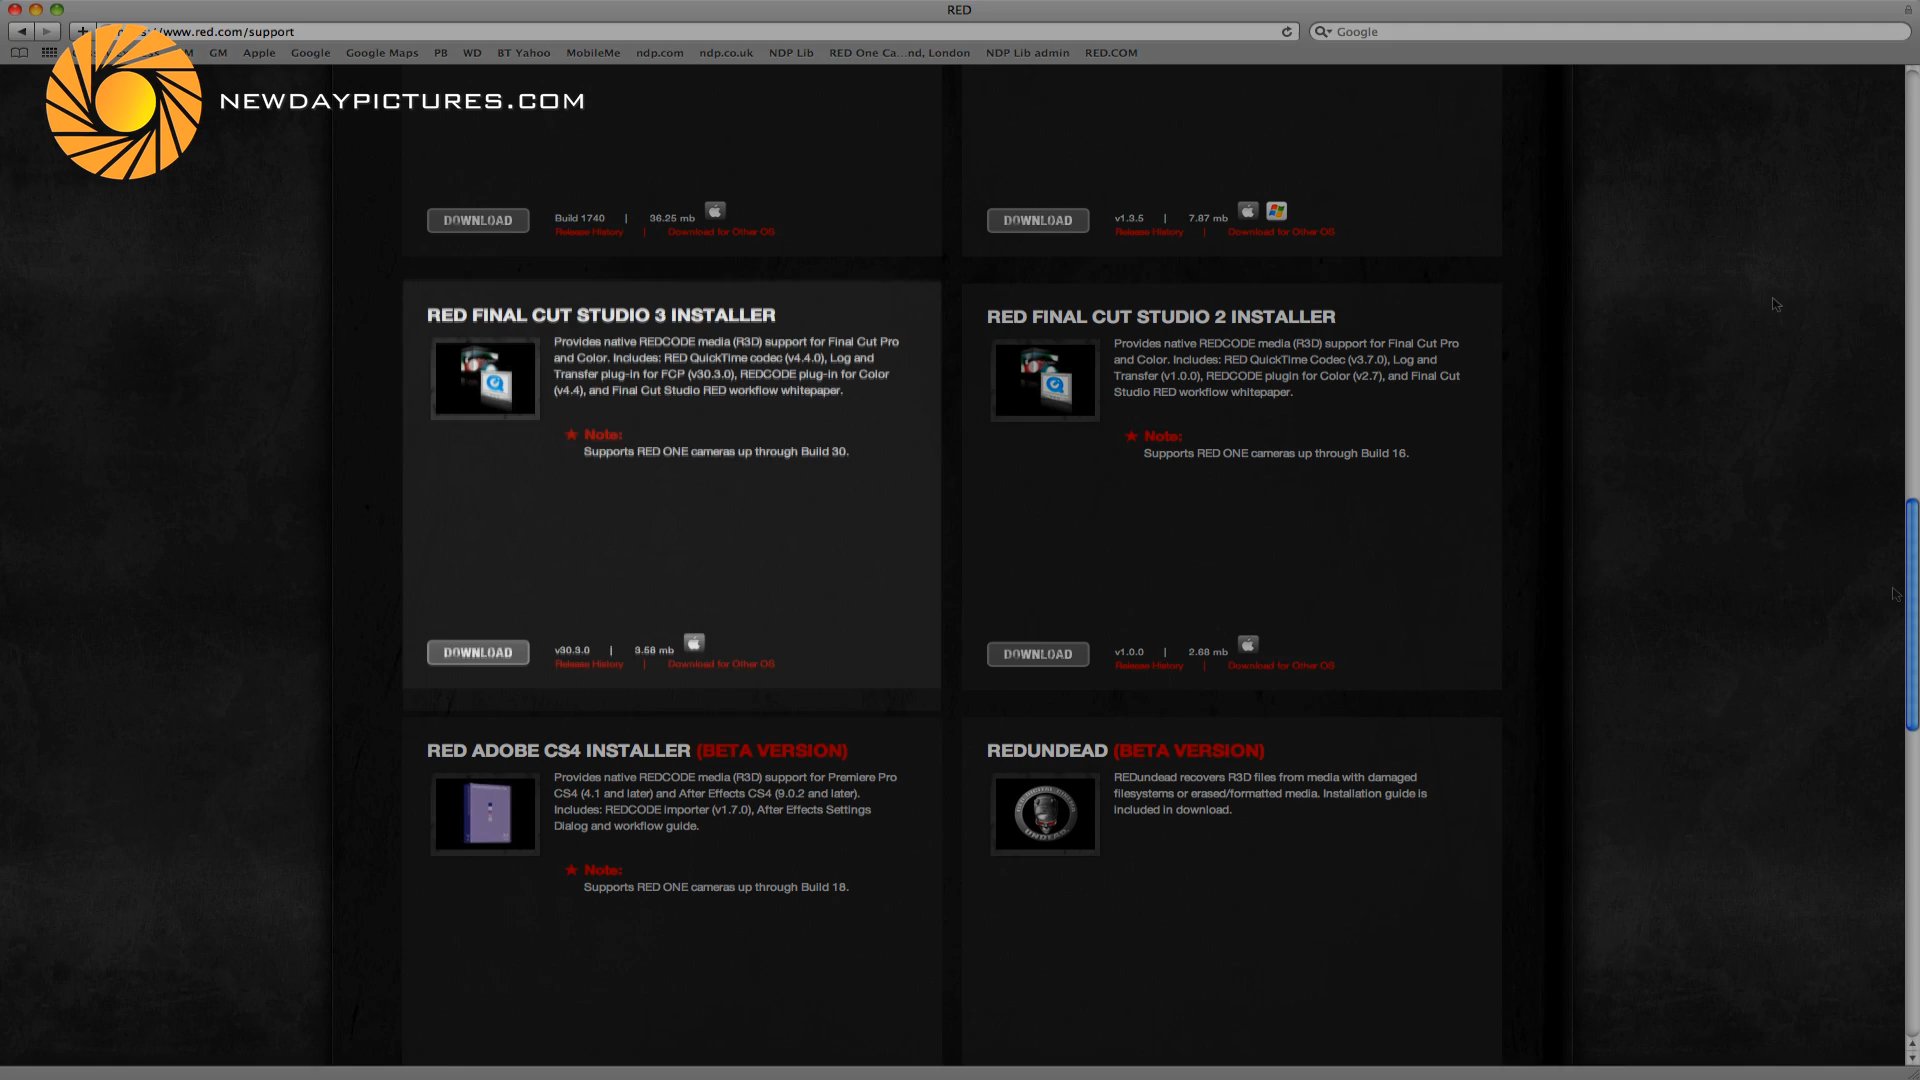 RED
www.red.com/support
Google
GM
Apple
Google
Google Maps
PB
WD
BT Yahoo
MobileMe
ndp.com
ndp.co.uk
NDP Lib
RED One Ca...nd, London
NDP Lib admin
RED.COM
NEWDAYPICTURES.COM
DOWNLOAD
Build 1740 | 36.25 mb
Release History | Download for Other OS
DOWNLOAD
v1.3.5 | 7.87 mb
Release History | Download for Other OS
RED FINAL CUT STUDIO 3 INSTALLER
Provides native REDCODE media (R3D) support for Final Cut Pro
and Color. Includes: RED QuickTime codec (v4.4.0), Log and
Transfer plug-in for FCP (v30.3.0), REDCODE plug-in for Color
(v4.4), and Final Cut Studio RED workflow whitepaper.
Note:
Supports RED ONE cameras up through Build 30.
DOWNLOAD
v30.3.0 | 3.58 mb
Release History | Download for Other OS
RED FINAL CUT STUDIO 2 INSTALLER
Provides native REDCODE media (R3D) support for Final Cut Pro
and Color. Includes: RED QuickTime Codec (v3.7.0), Log and
Transfer (v1.0.0), REDCODE plugin for Color (v2.7), and Final Cut
Studio RED workflow whitepaper.
Note:
Supports RED ONE cameras up through Build 16.
DOWNLOAD
v1.0.0 | 2.68 mb
Release History | Download for Other OS
RED ADOBE CS4 INSTALLER (BETA VERSION)
Provides native REDCODE media (R3D) support for Premiere Pro
CS4 (4.1 and later) and After Effects CS4 (9.0.2 and later).
Includes: REDCODE importer (v1.7.0), After Effects Settings
Dialog and workflow guide.
Note:
Supports RED ONE cameras up through Build 18.
REDUNDEAD (BETA VERSION)
REDundead recovers R3D files from media with damaged
filesystems or erased/formatted media. Installation guide is
included in download.
UNDEAD